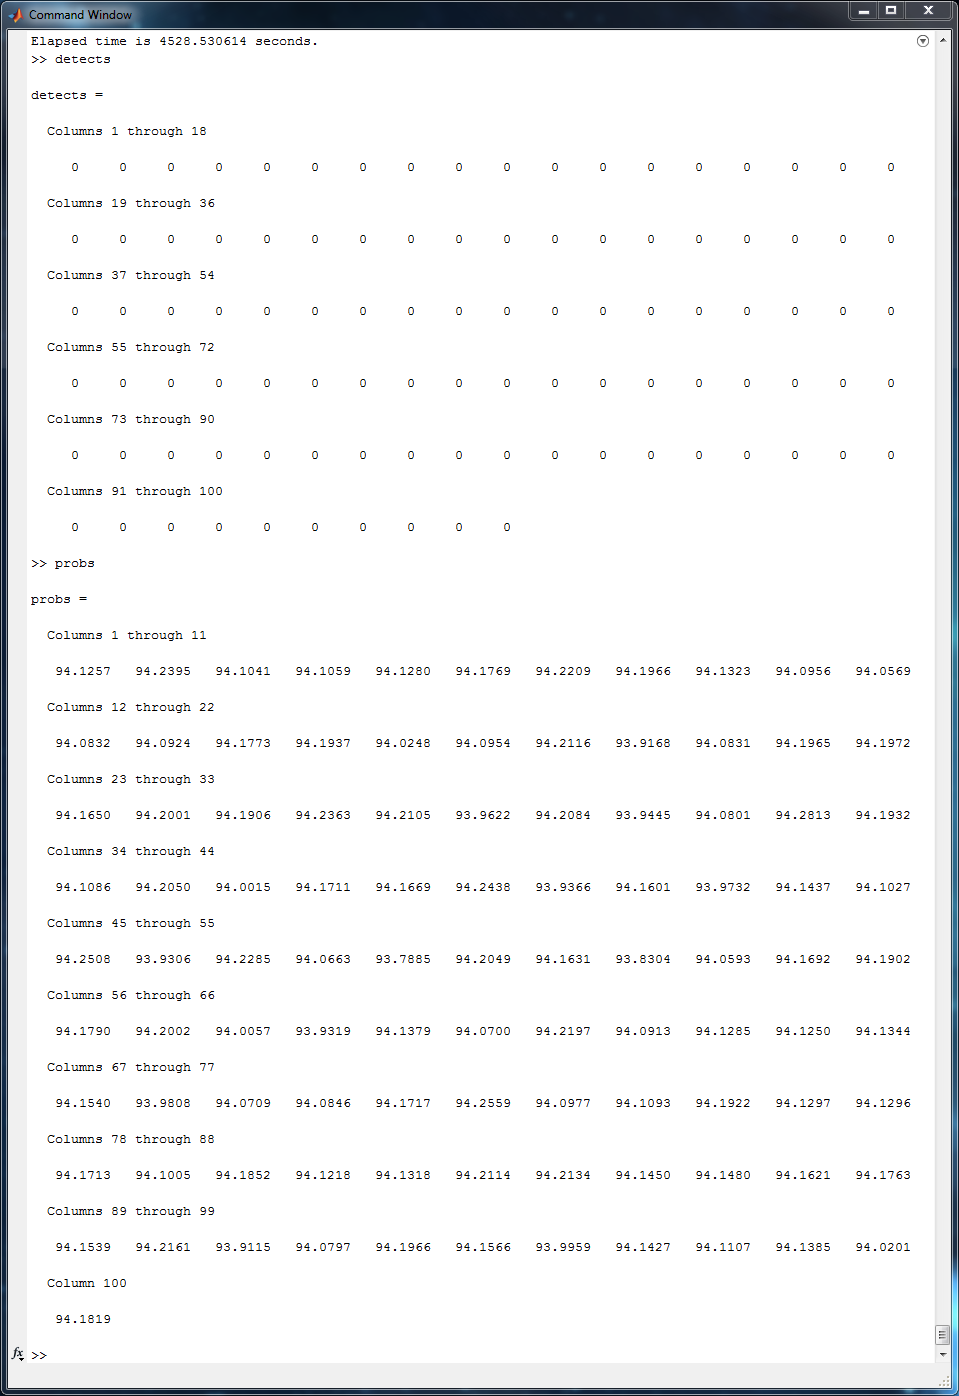 Command Window
Elapsed time is 4528.530614 seconds.
>> detects
detects =
Columns 1 through 18
0 0 0 0 0 0 0 0 0 0 0 0 0 0 0 0 0 0
Columns 19 through 36
0 0 0 0 0 0 0 0 0 0 0 0 0 0 0 0 0 0
Columns 37 through 54
0 0 0 0 0 0 0 0 0 0 0 0 0 0 0 0 0 0
Columns 55 through 72
0 0 0 0 0 0 0 0 0 0 0 0 0 0 0 0 0 0
Columns 73 through 90
0 0 0 0 0 0 0 0 0 0 0 0 0 0 0 0 0 0
Columns 91 through 100
0 0 0 0 0 0 0 0 0 0
>> probs
probs =
Columns 1 through 11
94.1257 94.2395 94.1041 94.1059 94.1280 94.1769 94.2209 94.1966 94.1323 94.0956 94.0569
Columns 12 through 22
94.0832 94.0924 94.1773 94.1937 94.0248 94.0954 94.2116 93.9168 94.0831 94.1965 94.1972
Columns 23 through 33
94.1650 94.2001 94.1906 94.2363 94.2105 93.9622 94.2084 93.9445 94.0801 94.2813 94.1932
Columns 34 through 44
94.1086 94.2050 94.0015 94.1711 94.1669 94.2438 93.9366 94.1601 93.9732 94.1437 94.1027
Columns 45 through 55
94.2508 93.9306 94.2285 94.0663 93.7885 94.2049 94.1631 93.8304 94.0593 94.1692 94.1902
Columns 56 through 66
94.1790 94.2002 94.0057 93.9319 94.1379 94.0700 94.2197 94.0913 94.1285 94.1250 94.1344
Columns 67 through 77
94.1540 93.9808 94.0709 94.0846 94.1717 94.2559 94.0977 94.1093 94.1922 94.1297 94.1296
Columns 78 through 88
94.1713 94.1005 94.1852 94.1218 94.1318 94.2114 94.2134 94.1450 94.1480 94.1621 94.1763
Columns 89 through 99
94.1539 94.2161 93.9115 94.0797 94.1966 94.1566 93.9959 94.1427 94.1107 94.1385 94.0201
Column 100
94.1819
fx >>